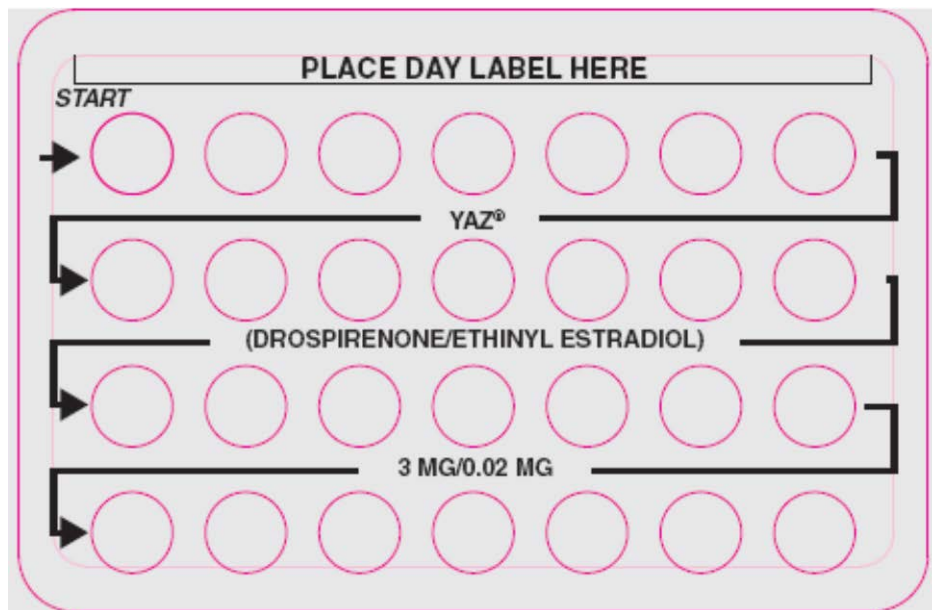 PLACE DAY LABEL HERE
START
YAZ®
(DROSPIRENONE/ETHINYL ESTRADIOL)
3 MG/0.02 MG